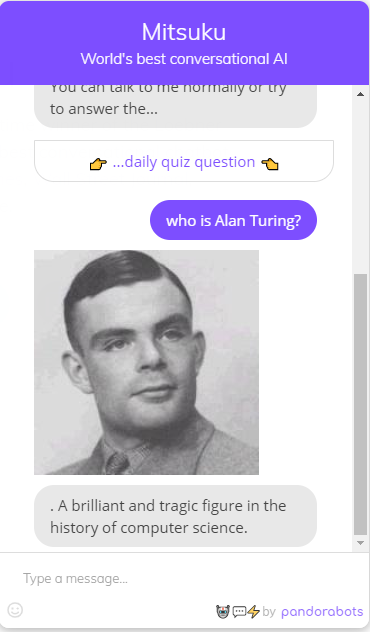 Mitsuku
World's best conversational AI
You can talk to me normally or try
to answer the...
👉 ...daily quiz question 👈
who is Alan Turing?
. A brilliant and tragic figure in the
history of computer science.
Type a message...
by pandorabots